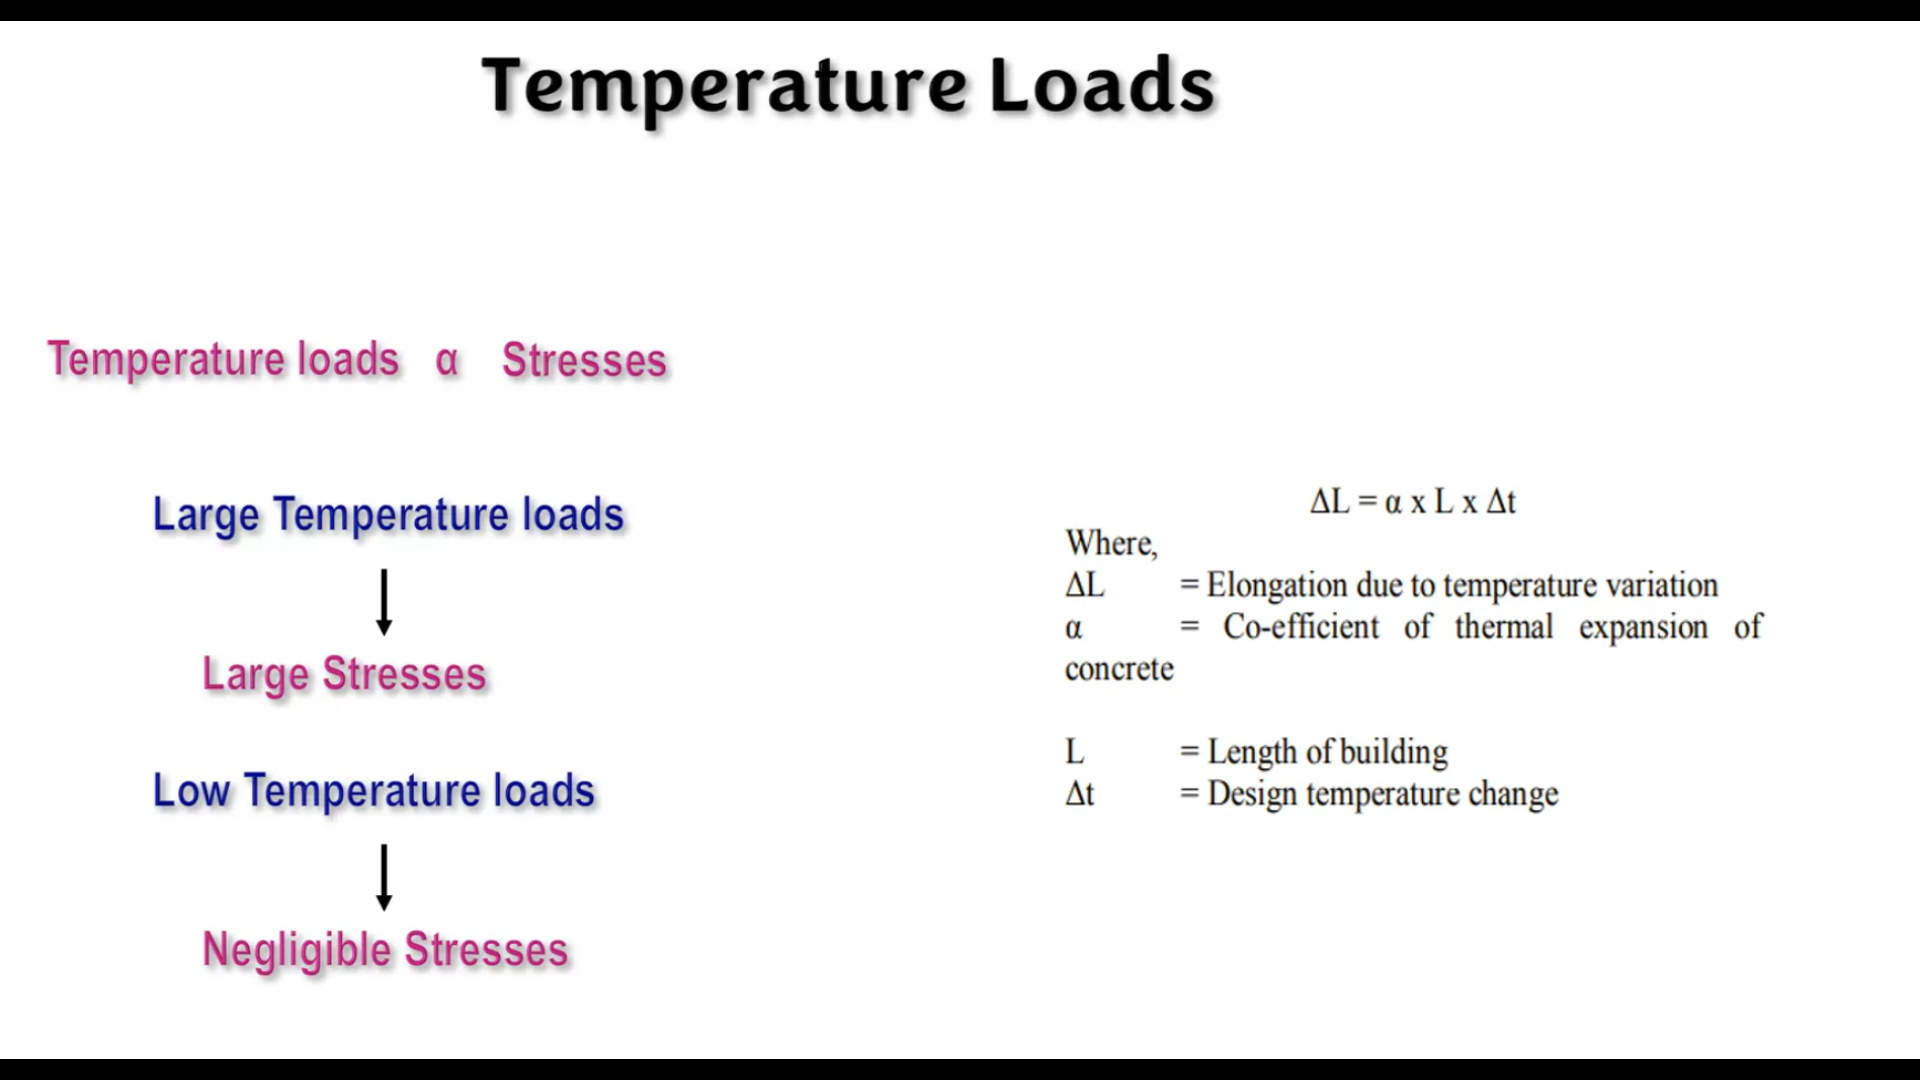 Temperature Loads
Temperature loads α Stresses
Large Temperature loads
Large Stresses
Low Temperature loads
Negligible Stresses
ΔL = α x L x Δt
Where,
ΔL = Elongation due to temperature variation
α = Co-efficient of thermal expansion of
concrete
L = Length of building
Δt = Design temperature change